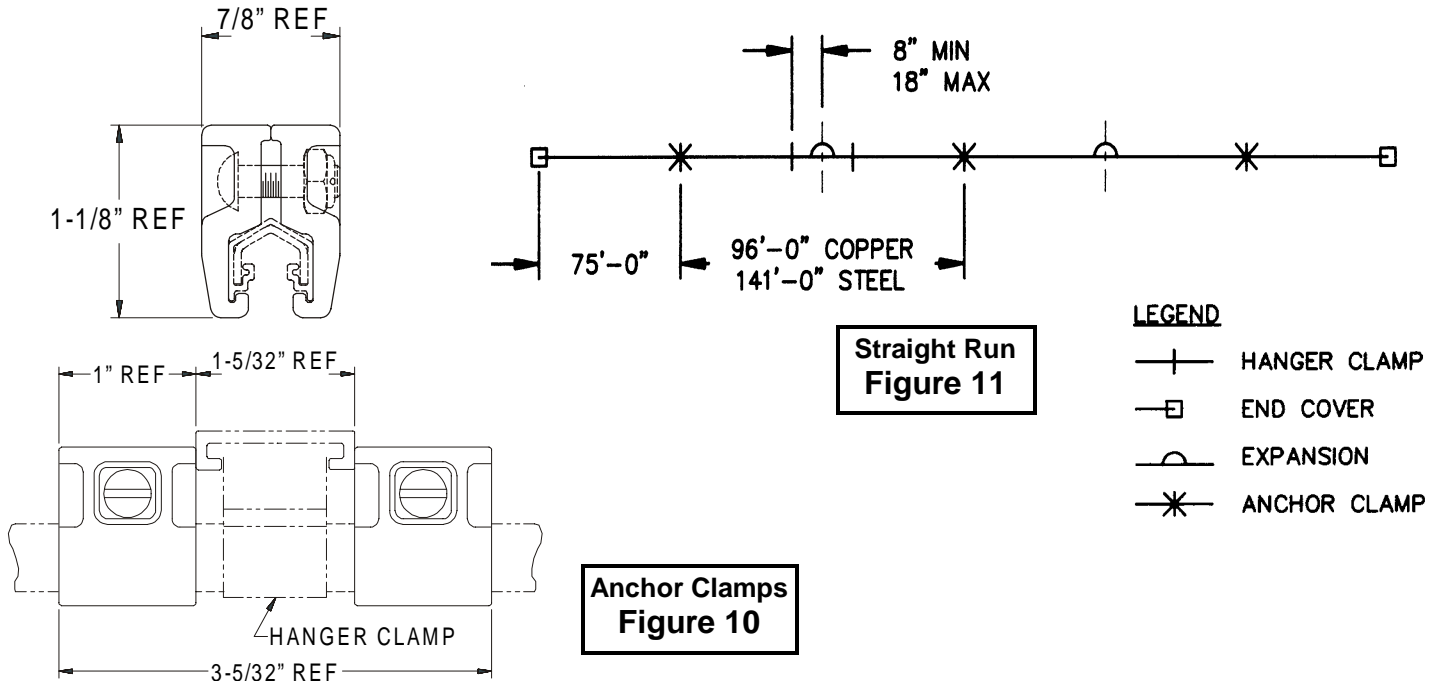 7/8” REF
1-1/8” REF
8” MIN
18” MAX
75’-0”
96’-0” COPPER
141’-0” STEEL
Straight Run
Figure 11
LEGEND
HANGER CLAMP
END COVER
EXPANSION
ANCHOR CLAMP
1” REF
1-5/32” REF
HANGER CLAMP
3-5/32” REF
Anchor Clamps
Figure 10